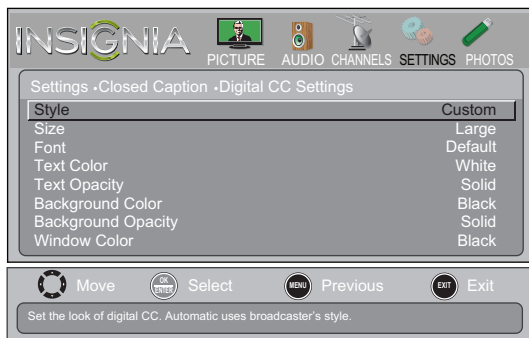 INSIGNIA
PICTURE AUDIO CHANNELS SETTINGS PHOTOS
Settings •Closed Caption •Digital CC Settings
Style Custom
Size Large
Font Default
Text Color White
Text Opacity Solid
Background Color Black
Background Opacity Solid
Window Color Black
Move OK ENTER Select MENU Previous EXIT Exit
Set the look of digital CC. Automatic uses broadcaster's style.